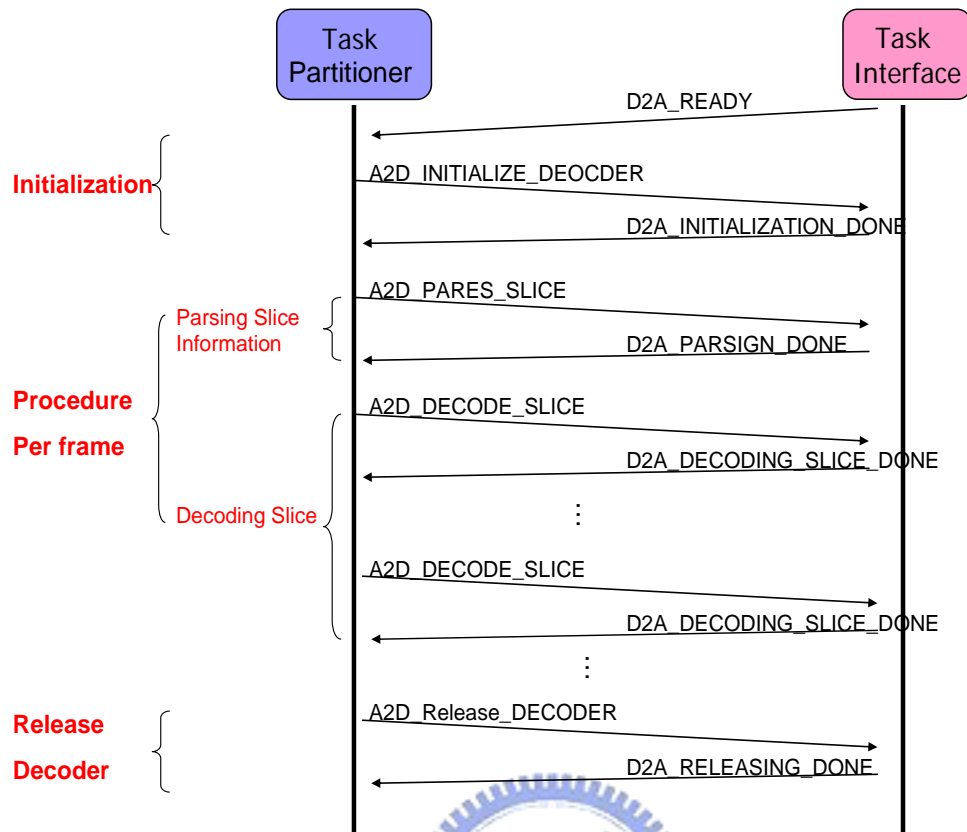 Task
Partitioner
Task
Interface
D2A_READY
Initialization
A2D_INITIALIZE_DEOCDER
D2A_INITIALIZATION_DONE
A2D_PARES_SLICE
Parsing Slice
Information
D2A_PARSIGN_DONE
Procedure
Per frame
A2D_DECODE_SLICE
D2A_DECODING_SLICE_DONE
Decoding Slice
⋮
A2D_DECODE_SLICE
D2A_DECODING_SLICE_DONE
⋮
Release
Decoder
A2D_Release_DECODER
D2A_RELEASING_DONE